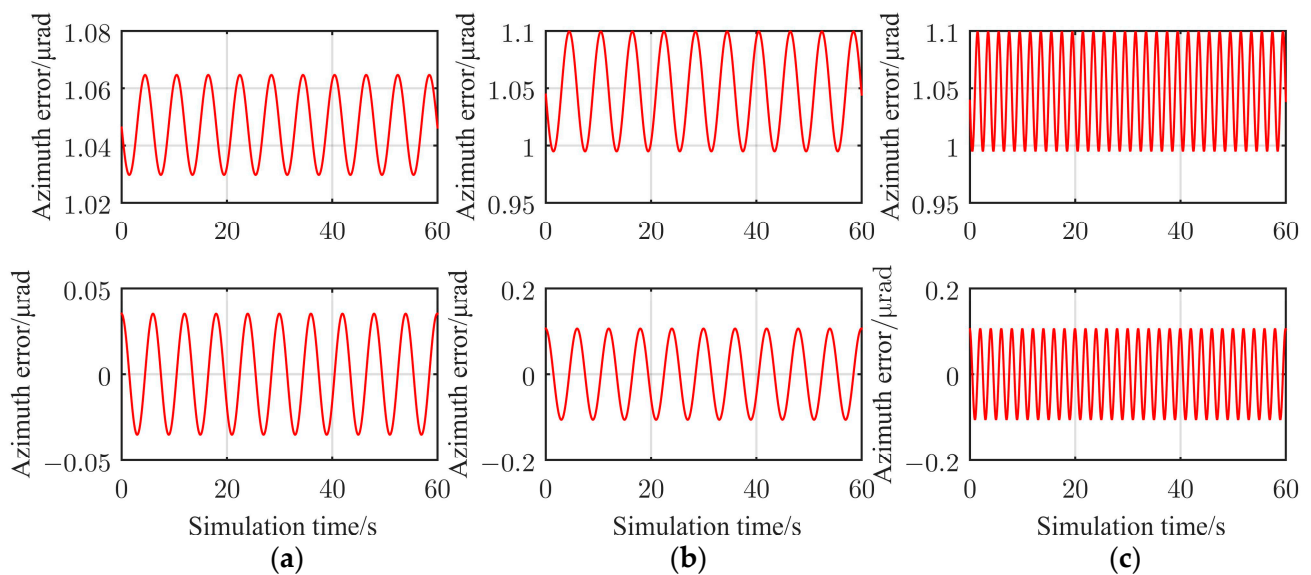 Azimuth error/µrad
1.08
1.06
1.04
1.02
0 20 40 60
Azimuth error/µrad
1.1
1.05
1
0.95
0 20 40 60
Azimuth error/µrad
1.1
1.05
1
0.95
0 20 40 60
Azimuth error/µrad
0.05
0
−0.05
0 20 40 60
Simulation time/s
(a)
Azimuth error/µrad
0.2
0
−0.2
0 20 40 60
Simulation time/s
(b)
Azimuth error/µrad
0.2
0
−0.2
0 20 40 60
Simulation time/s
(c)